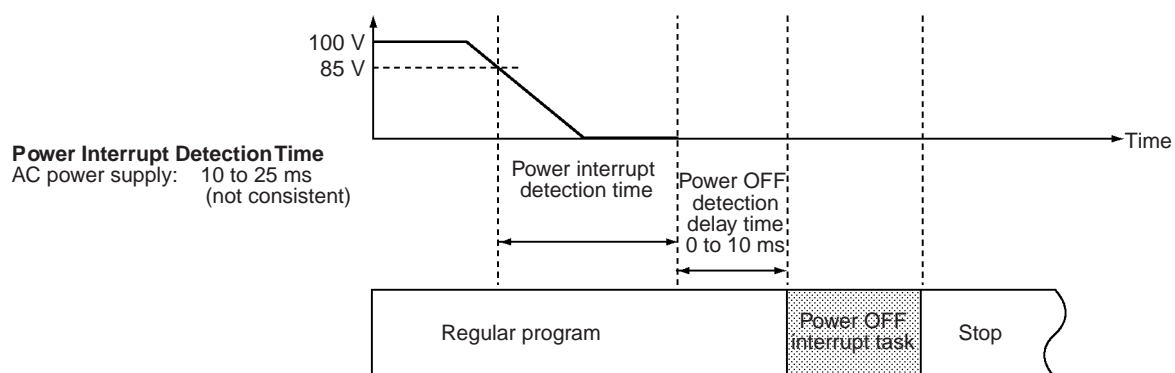 100 V
85 V
Time
Power Interrupt Detection Time
AC power supply: 10 to 25 ms
(not consistent)
Power interrupt
detection time
Power OFF
detection
delay time
0 to 10 ms
Regular program
Power OFF
interrupt task
Stop